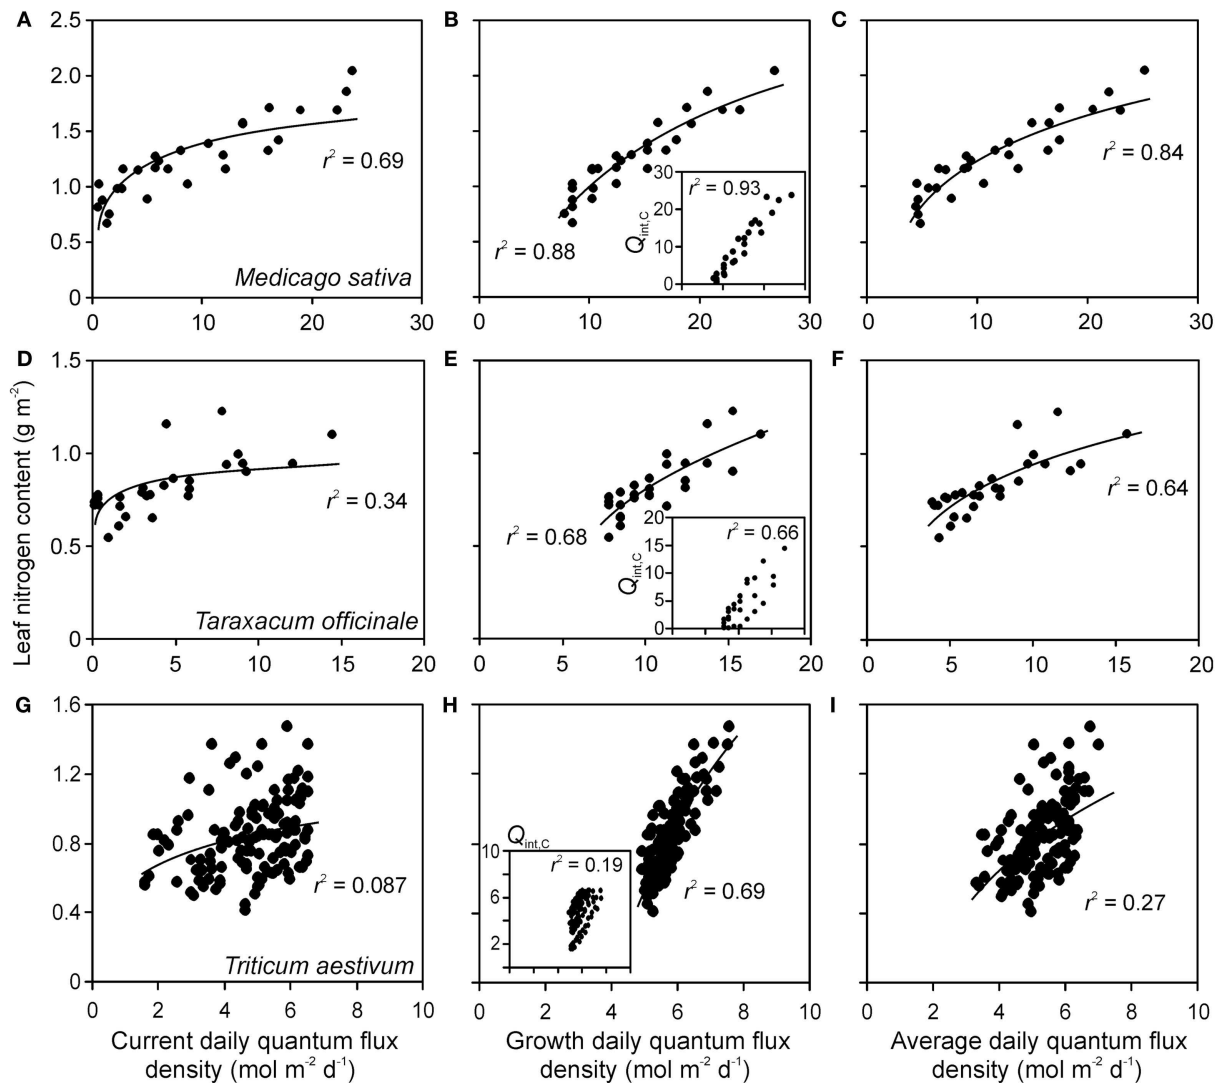 A
2.5
2.0
1.5
1.0
0.5
0
r² = 0.69
Medicago sativa
0 10 20 30
B
r² = 0.88
30
20
10
0
Qint,C
r² = 0.93
0 10 20 30
C
r² = 0.84
0 10 20 30
Leaf nitrogen content (g m⁻²)
D
1.5
1.0
0.5
0
r² = 0.34
Taraxacum officinale
0 5 10 15 20
E
r² = 0.68
20
15
10
5
0
Qint,C
r² = 0.66
0 5 10 15 20
F
r² = 0.64
0 5 10 15 20
G
1.6
1.2
0.8
0.4
0
r² = 0.087
Triticum aestivum
0 2 4 6 8 10
Current daily quantum flux
density (mol m⁻² d⁻¹)
H
Qint,C
10
6
2
r² = 0.19
r² = 0.69
0 2 4 6 8 10
Growth daily quantum flux
density (mol m⁻² d⁻¹)
I
r² = 0.27
0 2 4 6 8 10
Average daily quantum flux
density (mol m⁻² d⁻¹)